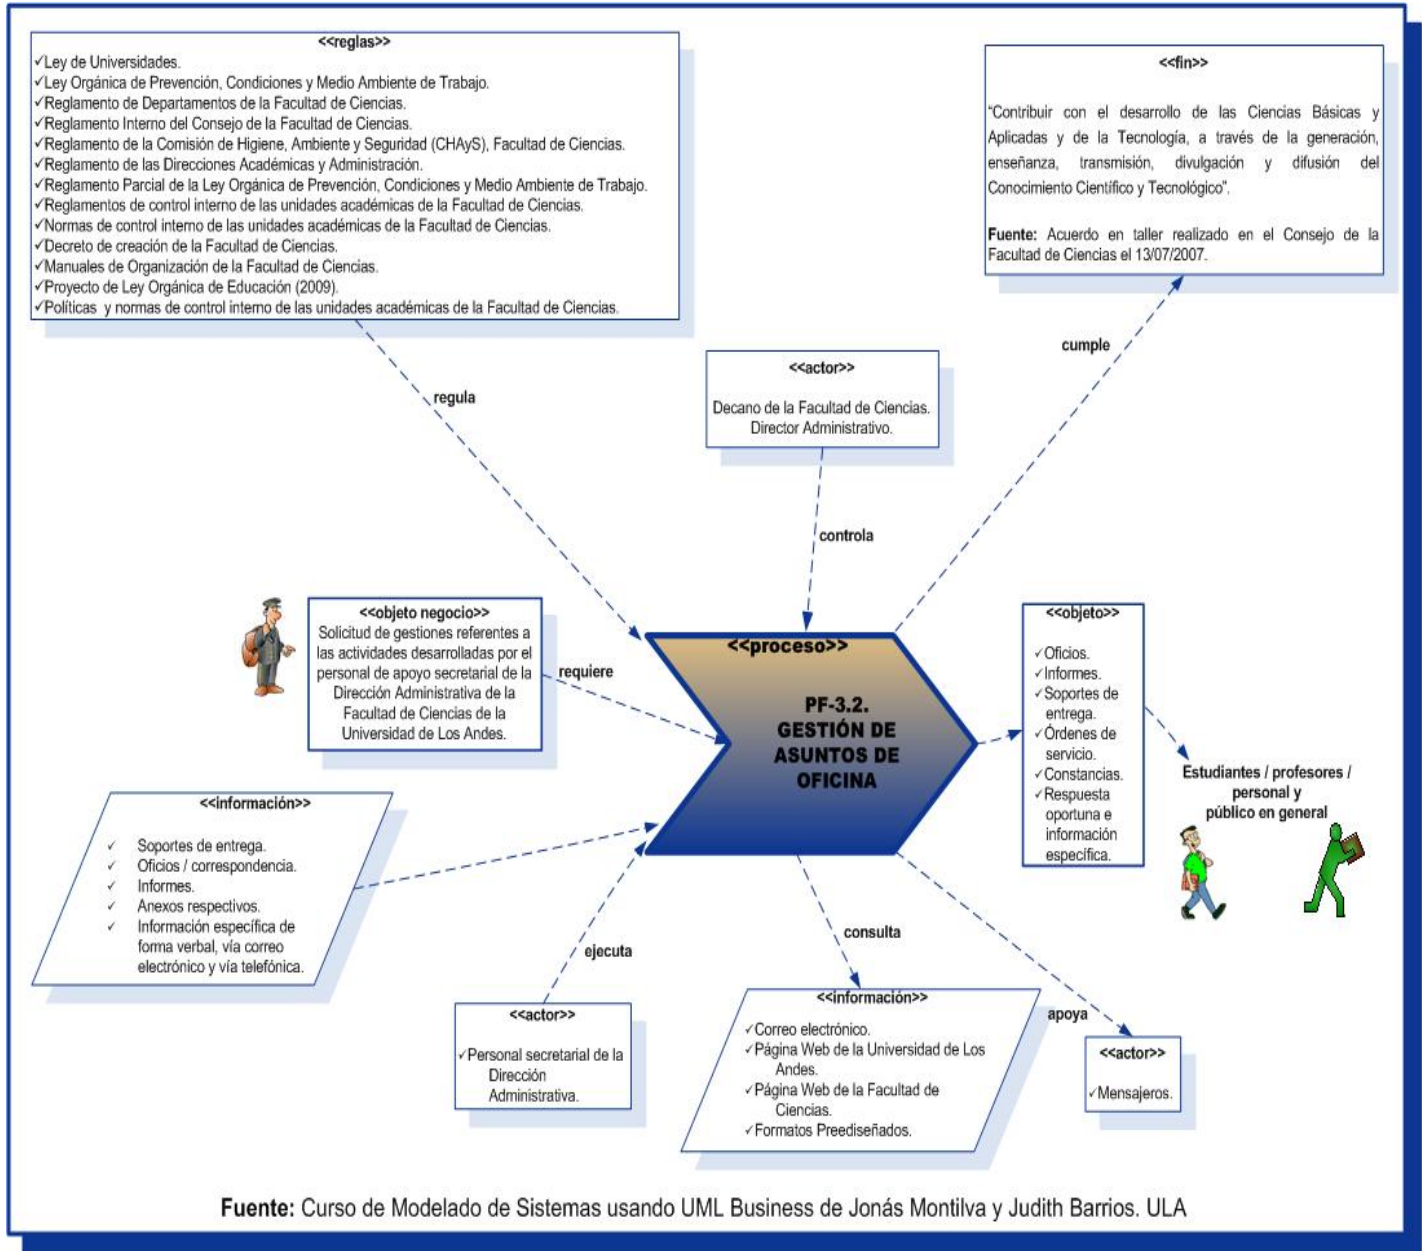 <<reglas>>
✓Ley de Universidades.
✓Ley Orgánica de Prevención, Condiciones y Medio Ambiente de Trabajo.
✓Reglamento de Departamentos de la Facultad de Ciencias.
✓Reglamento Interno del Consejo de la Facultad de Ciencias.
✓Reglamento de la Comisión de Higiene, Ambiente y Seguridad (CHAyS), Facultad de Ciencias.
✓Reglamento de las Direcciones Académicas y Administración.
✓Reglamento Parcial de la Ley Orgánica de Prevención, Condiciones y Medio Ambiente de Trabajo.
✓Reglamentos de control interno de las unidades académicas de la Facultad de Ciencias.
✓Normas de control interno de las unidades académicas de la Facultad de Ciencias.
✓Decreto de creación de la Facultad de Ciencias.
✓Manuales de Organización de la Facultad de Ciencias.
✓Proyecto de Ley Orgánica de Educación (2009).
✓Políticas y normas de control interno de las unidades académicas de la Facultad de Ciencias.
<<fin>>
“Contribuir con el desarrollo de las Ciencias Básicas y
Aplicadas y de la Tecnología, a través de la generación,
enseñanza, transmisión, divulgación y difusión del
Conocimiento Científico y Tecnológico”.
Fuente: Acuerdo en taller realizado en el Consejo de la
Facultad de Ciencias el 13/07/2007.
cumple
<<actor>>
Decano de la Facultad de Ciencias.
Director Administrativo.
regula
controla
<<objeto negocio>>
Solicitud de gestiones referentes a
las actividades desarrolladas por el
personal de apoyo secretarial de la
Dirección Administrativa de la
Facultad de Ciencias de la
Universidad de Los Andes.
requiere
<<proceso>>
PF-3.2.
GESTIÓN DE
ASUNTOS DE
OFICINA
<<objeto>>
✓Oficios.
✓Informes.
✓Soportes de
entrega.
✓Órdenes de
servicio.
✓Constancias.
✓Respuesta
oportuna e
información
específica.
Estudiantes / profesores /
personal y
público en general
<<información>>
✓ Soportes de entrega.
✓ Oficios / correspondencia.
✓ Informes.
✓ Anexos respectivos.
✓ Información específica de
forma verbal, vía correo
electrónico y vía telefónica.
ejecuta
<<actor>>
✓Personal secretarial de la
Dirección
Administrativa.
consulta
<<información>>
✓Correo electrónico.
✓Página Web de la Universidad de Los
Andes.
✓Página Web de la Facultad de
Ciencias.
✓Formatos Preediseñados.
apoya
<<actor>>
✓Mensajeros.
Fuente: Curso de Modelado de Sistemas usando UML Business de Jonás Montilva y Judith Barrios. ULA